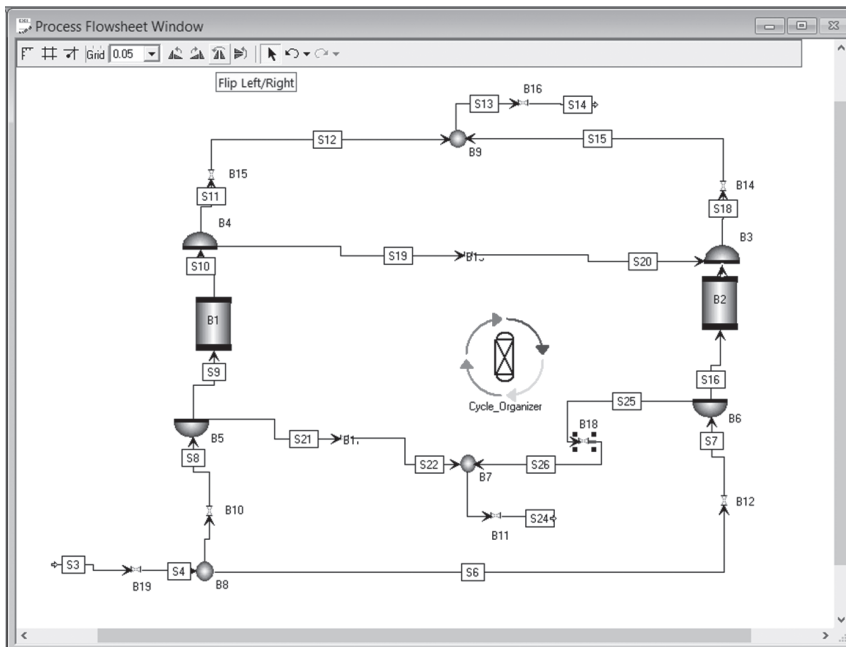 Process Flowsheet Window
Grid 0.05
Flip Left/Right
B16
S13 S14
S12 S15
B9
B15 B14
S11 S18
B4 B3
S19 S20
S10
B2
B1
S9 S16
Cycle_Organizer
S25
B18
B5 B6
S21 S7
S8 S22 S26
B7
B10 B12
S24
B11
S3 S4 S6
B19 B8